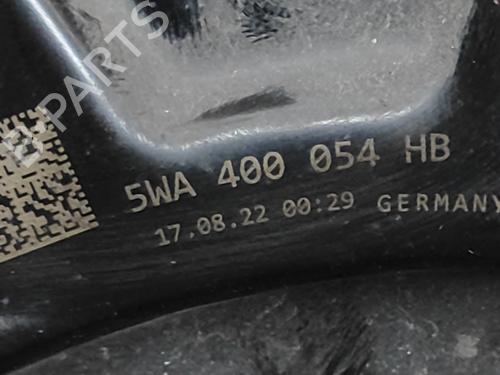 B-PARTS
5WA 400 054 HB
17.08.22 00:29 GERMANY